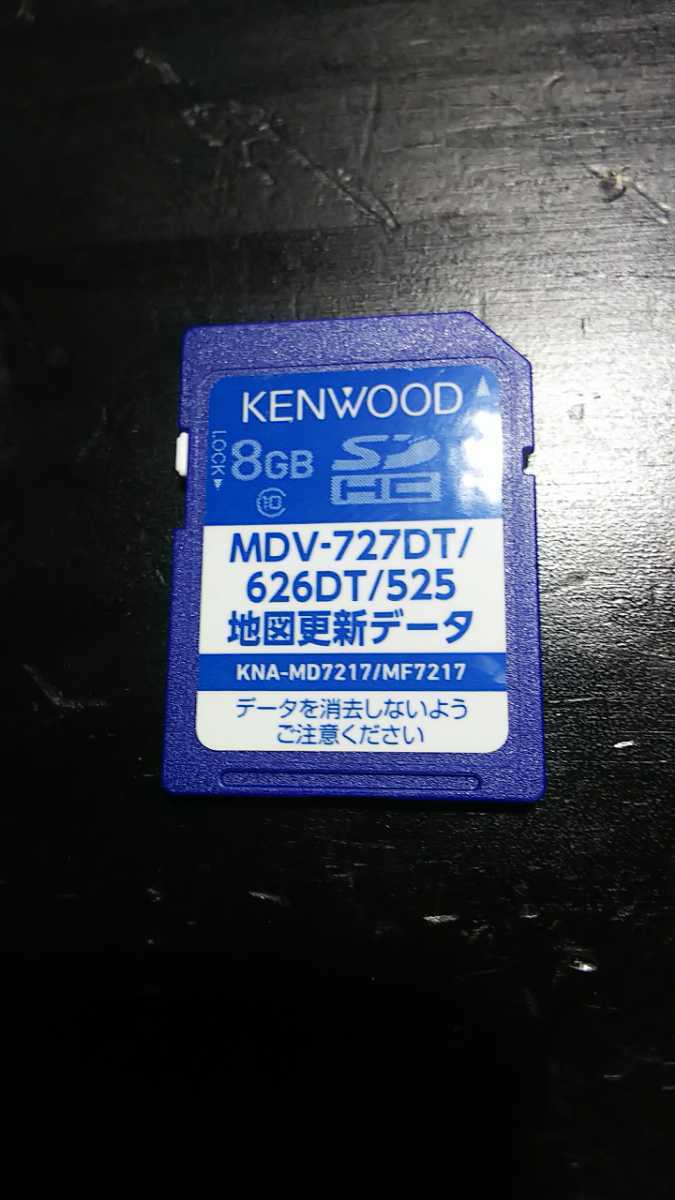 KENWOOD
LOCK
8GB
SD
HC
10
MDV-727DT/
626DT/525
地図更新データ
KNA-MD7217/MF7217
データを消去しないよう
ご注意ください